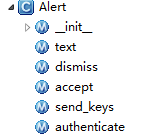 Alert
__init__
text
dismiss
accept
send_keys
authenticate